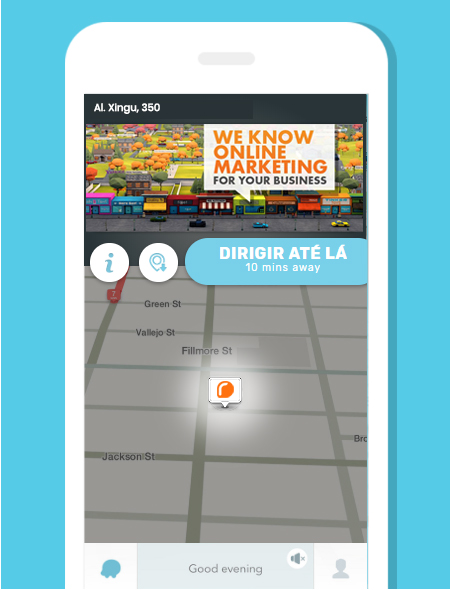 Al. Xingu, 350
WE KNOW
ONLINE
MARKETING
FOR YOUR BUSINESS
DIRIGIR ATÉ LÁ
10 mins away
Green St
Vallejo St
Fillmore St
Jackson St
Bro
Good evening